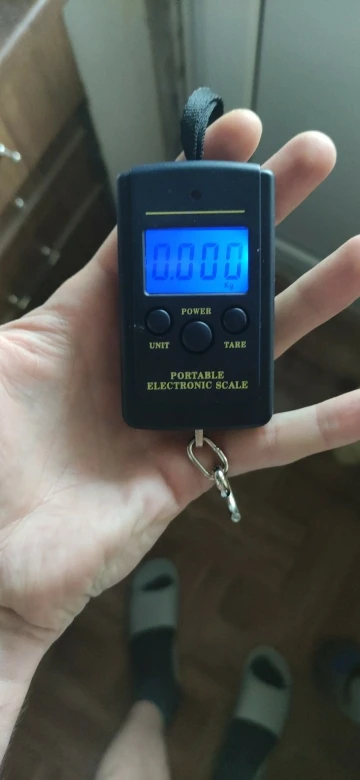 0.000
Kg
POWER
UNIT TARE
PORTABLE
ELECTRONIC SCALE